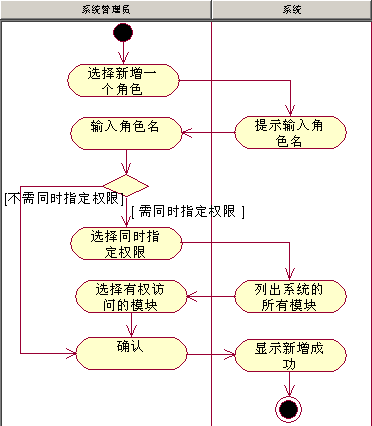 系统管理员
系统
选择新增一
个角色
提示输入角
色名
输入角色名
[不需同时指定权限]
[ 需同时指定权限 ]
选择同时指
定权限
列出系统的
所有模块
选择有权访
问的模块
确认
显示新增成
功